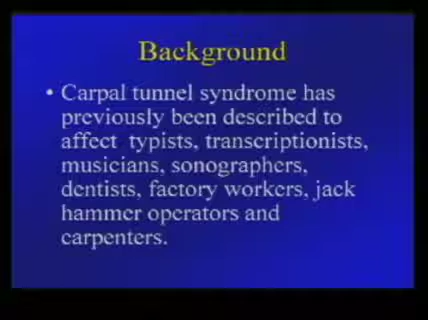 Background
• Carpal tunnel syndrome has
previously been described to
affect typists, transcriptionists,
musicians, sonographers,
dentists, factory workers, jack
hammer operators and
carpenters.